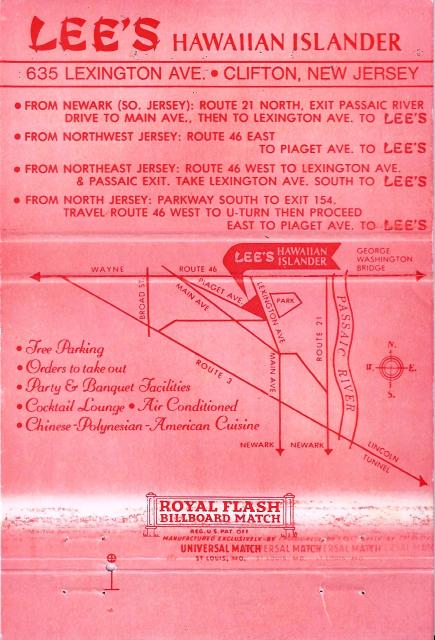 LEE'S HAWAIIAN ISLANDER
635 LEXINGTON AVE. • CLIFTON, NEW JERSEY
• FROM NEWARK (SO. JERSEY): ROUTE 21 NORTH, EXIT PASSAIC RIVER
DRIVE TO MAIN AVE., THEN TO LEXINGTON AVE. TO LEE'S
• FROM NORTHWEST JERSEY: ROUTE 46 EAST
TO PIAGET AVE. TO LEE'S
• FROM NORTHEAST JERSEY: ROUTE 46 WEST TO LEXINGTON AVE.
& PASSAIC EXIT. TAKE LEXINGTON AVE. SOUTH TO LEE'S
• FROM NORTH JERSEY: PARKWAY SOUTH TO EXIT 154.
TRAVEL ROUTE 46 WEST TO U-TURN THEN PROCEED
EAST TO PIAGET AVE. TO LEE'S
LEE'S HAWAIIAN ISLANDER
GEORGE WASHINGTON BRIDGE
WAYNE
ROUTE 46
BROAD ST
MAIN AVE
PIAGET AVE.
LEXINGTON AVE
PARK
ROUTE 21
PASSAIC RIVER
N.
W. E.
S.
ROUTE 3
MAIN AVE
NEWARK NEWARK
LINCOLN TUNNEL
• Free Parking
• Orders to take out
• Party & Banquet Facilities
• Cocktail Lounge • Air Conditioned
• Chinese-Polynesian-American Cuisine
ROYAL FLASH
BILLBOARD MATCH
REG. U.S. PAT. OFF
MANUFACTURED EXCLUSIVELY BY
UNIVERSAL MATCH
ST LOUIS, MO.